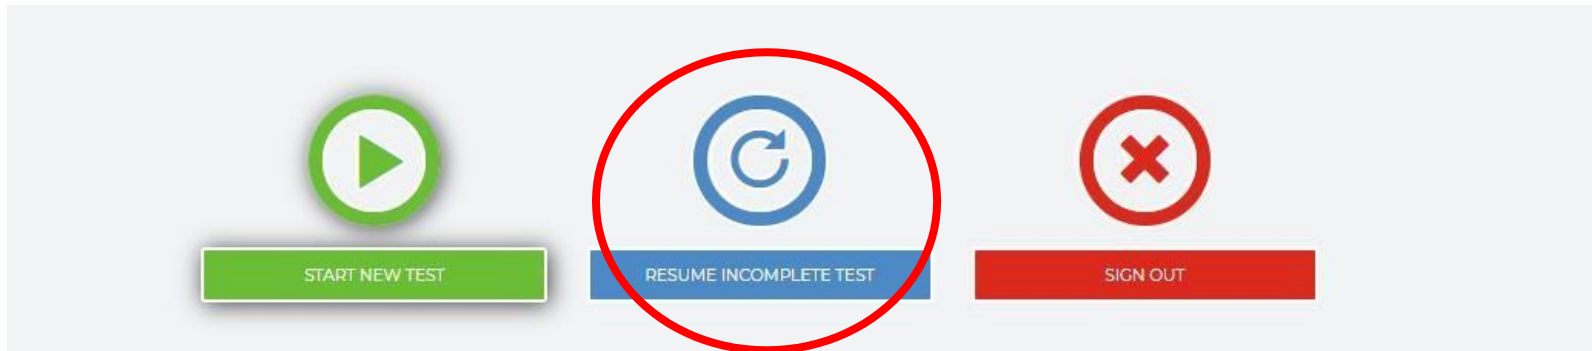 START NEW TEST
RESUME INCOMPLETE TEST
SIGN OUT